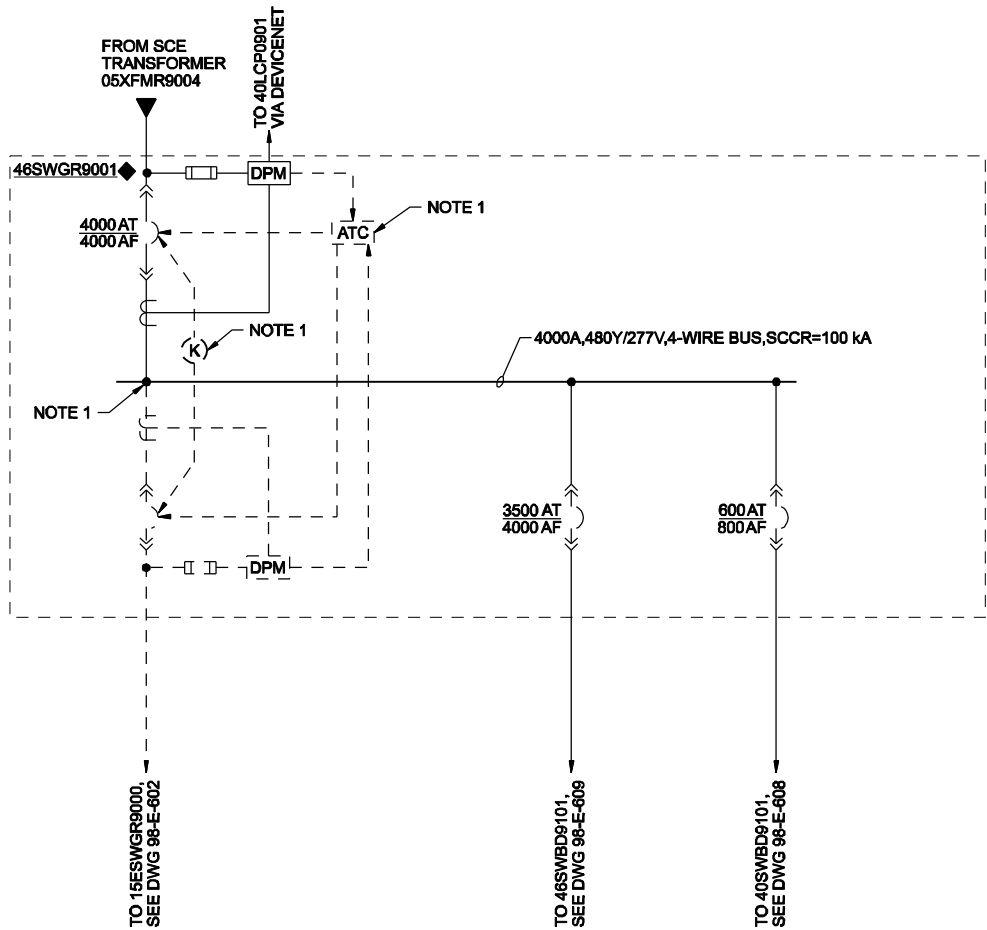 FROM SCE
TRANSFORMER
05XFMR9004
TO 40LCP0901
VIA DEVICENET
46SWGR9001
DPM
NOTE 1
4000 AT
4000 AF
ATC
NOTE 1
K
4000A,480Y/277V,4-WIRE BUS,SCCR=100 kA
NOTE 1
3500 AT
4000 AF
600 AT
800 AF
DPM
TO 15ESWGR9000,
SEE DWG 98-E-602
TO 46SWBD9101,
SEE DWG 98-E-609
TO 40SWBD9101,
SEE DWG 98-E-608